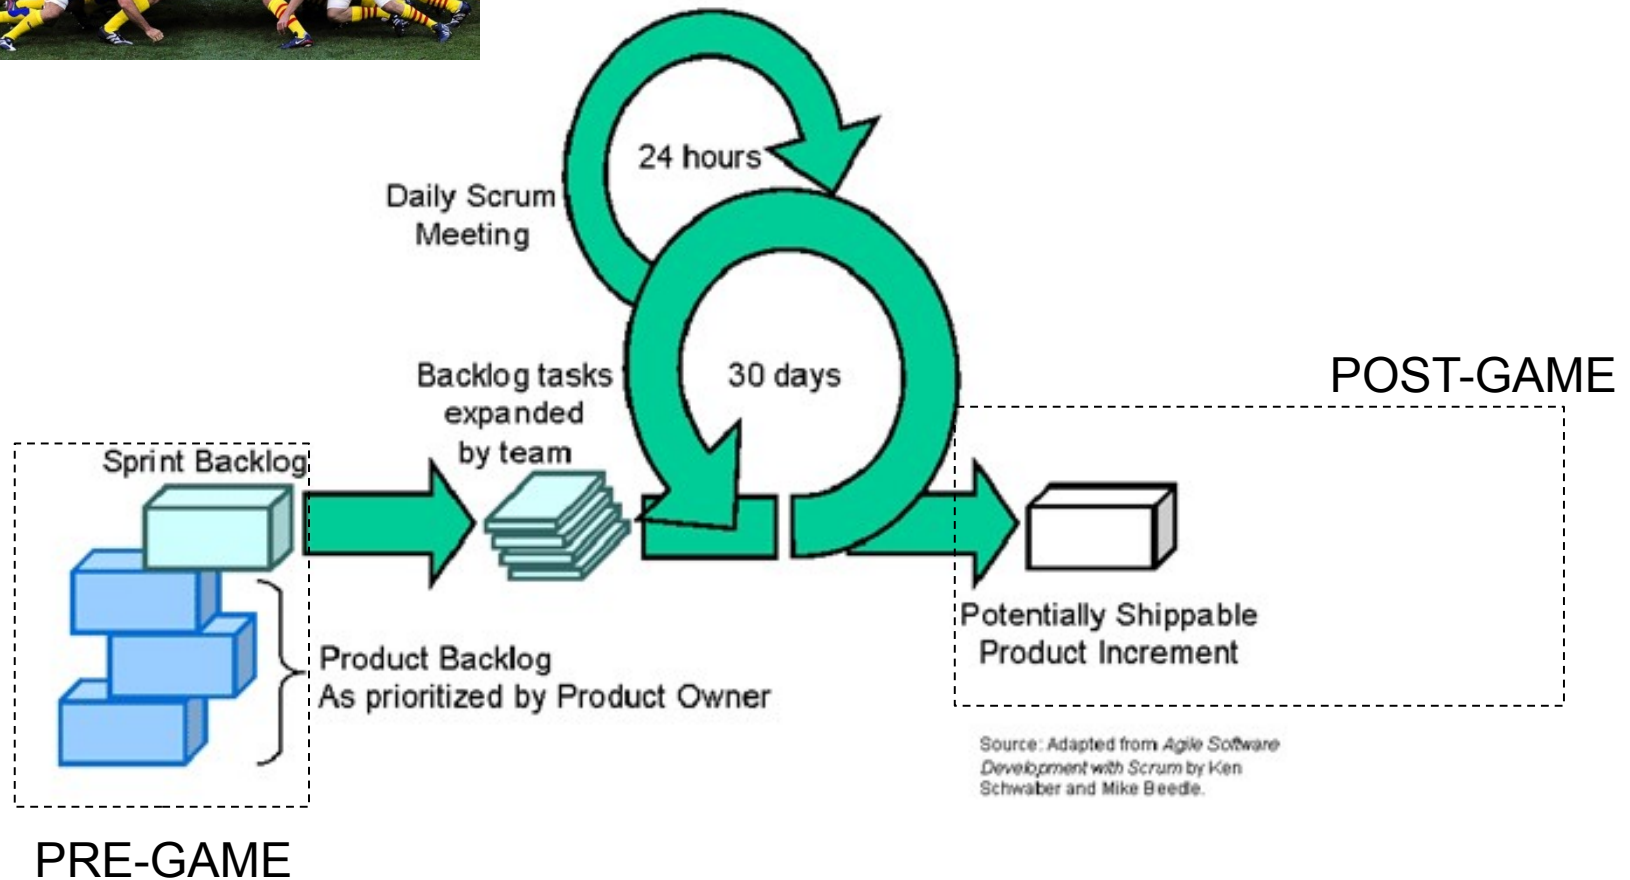 24 hours
Daily Scrum
Meeting
Backlog tasks
expanded
by team
30 days
POST-GAME
Sprint Backlog
Potentially Shippable
Product Increment
Product Backlog
As prioritized by Product Owner
Source: Adapted from Agile Software
Development with Scrum by Ken
Schwaber and Mike Beedle.
PRE-GAME